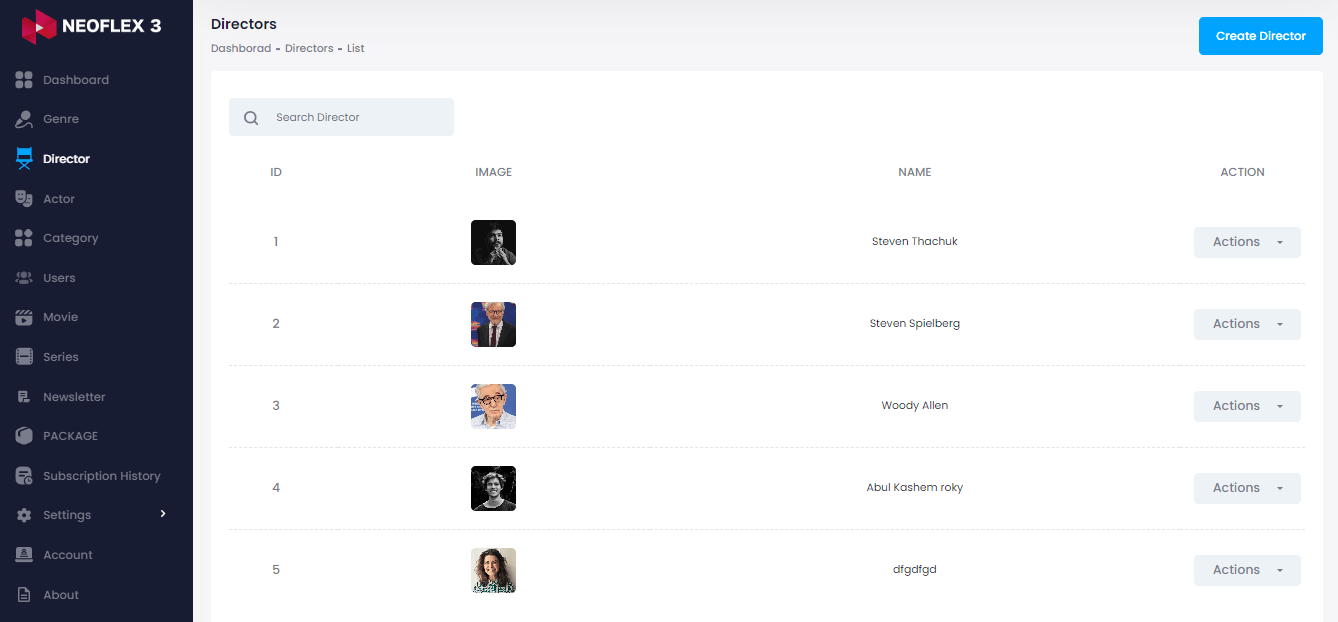 NEOFLEX 3
Dashboard
Genre
Director
Actor
Category
Users
Movie
Series
Newsletter
PACKAGE
Subscription History
Settings
Account
About
Directors
Dashborad - Directors - List
Create Director
Search Director
ID IMAGE NAME ACTION
1 Steven Thachuk Actions
2 Steven Spielberg Actions
3 Woody Allen Actions
4 Abul Kashem roky Actions
5 dfgdfgd Actions